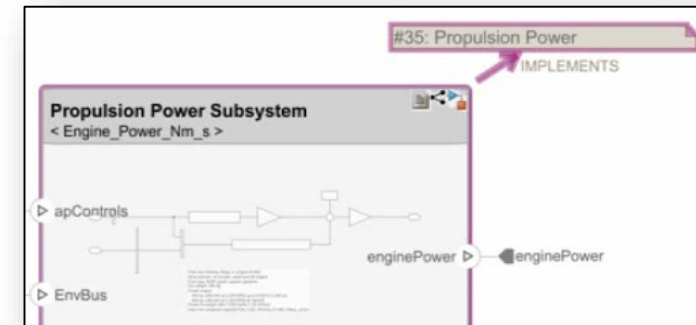 #35: Propulsion Power
IMPLEMENTS
Propulsion Power Subsystem
< Engine_Power_Nm_s >
apControls
enginePower
enginePower
EnvBus